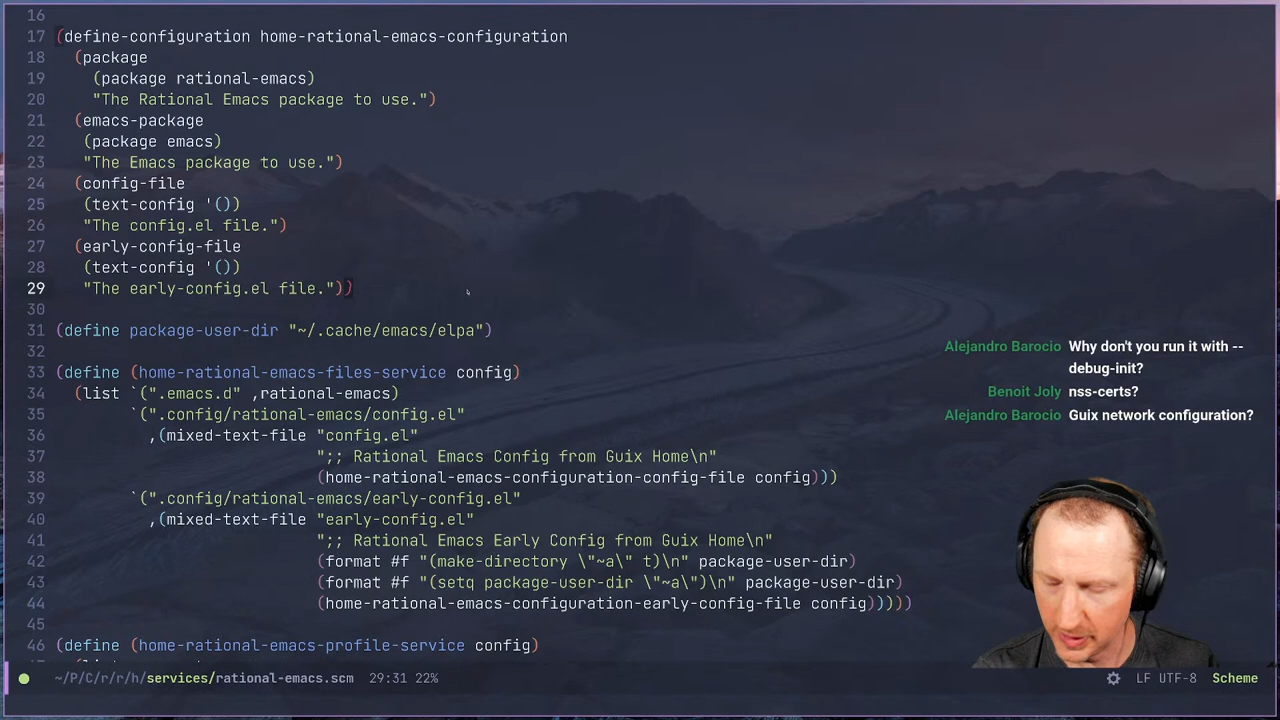 16
17 (define-configuration home-rational-emacs-configuration
18   (package
19     (package rational-emacs)
20     "The Rational Emacs package to use.")
21   (emacs-package
22    (package emacs)
23    "The Emacs package to use.")
24   (config-file
25    (text-config '())
26    "The config.el file.")
27   (early-config-file
28    (text-config '())
29    "The early-config.el file."))
30
31 (define package-user-dir "~/.cache/emacs/elpa")
32
33 (define (home-rational-emacs-files-service config)
34   (list `(".emacs.d" ,rational-emacs)
35         `(".config/rational-emacs/config.el"
36           ,(mixed-text-file "config.el"
37                             ";; Rational Emacs Config from Guix Home\n"
38                             (home-rational-emacs-configuration-config-file config)))
39         `(".config/rational-emacs/early-config.el"
40           ,(mixed-text-file "early-config.el"
41                             ";; Rational Emacs Early Config from Guix Home\n"
42                             (format #f "(make-directory \"~a\" t)\n" package-user-dir)
43                             (format #f "(setq package-user-dir \"~a\")\n" package-user-dir)
44                             (home-rational-emacs-configuration-early-config-file config)))))
45
46 (define (home-rational-emacs-profile-service config)
Alejandro Barocio Why don't you run it with --
debug-init?
Benoit Joly nss-certs?
Alejandro Barocio Guix network configuration?
~/P/C/r/r/h/services/rational-emacs.scm 29:31 22% LF UTF-8 Scheme